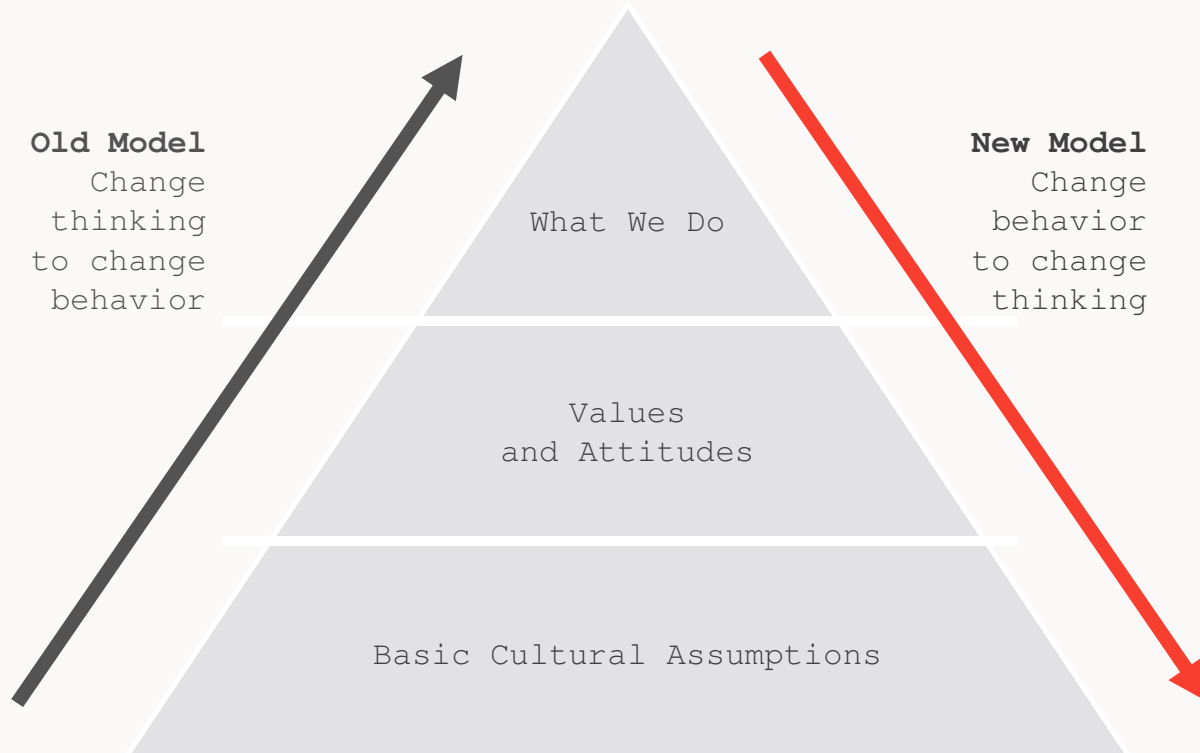 Old Model
Change
thinking
to change
behavior
What We Do
Values
and Attitudes
Basic Cultural Assumptions
New Model
Change
behavior
to change
thinking